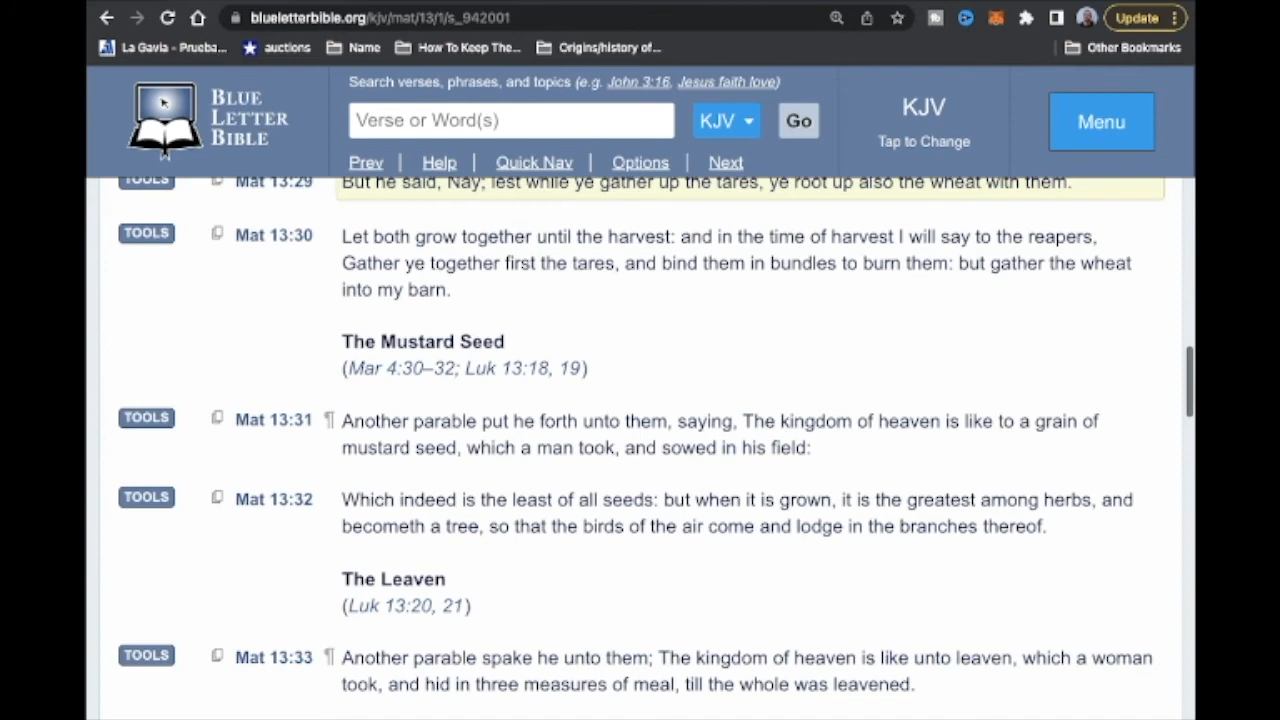 blueletterbible.org/kjv/mat/13/1/s_942001
Update
La Gavia - Prueba...
auctions
Name
How To Keep The...
Origins/history of...
Other Bookmarks
BLUE
LETTER
BIBLE
Search verses, phrases, and topics (e.g. John 3:16, Jesus faith love)
Verse or Word(s)
KJV
Go
Prev | Help | Quick Nav | Options | Next
KJV
Tap to Change
Menu
TOOLS Mat 13:29 But he said, Nay; lest while ye gather up the tares, ye root up also the wheat with them.
TOOLS Mat 13:30 Let both grow together until the harvest: and in the time of harvest I will say to the reapers,
Gather ye together first the tares, and bind them in bundles to burn them: but gather the wheat
into my barn.
The Mustard Seed
(Mar 4:30–32; Luk 13:18, 19)
TOOLS Mat 13:31 ¶ Another parable put he forth unto them, saying, The kingdom of heaven is like to a grain of
mustard seed, which a man took, and sowed in his field:
TOOLS Mat 13:32 Which indeed is the least of all seeds: but when it is grown, it is the greatest among herbs, and
becometh a tree, so that the birds of the air come and lodge in the branches thereof.
The Leaven
(Luk 13:20, 21)
TOOLS Mat 13:33 ¶ Another parable spake he unto them; The kingdom of heaven is like unto leaven, which a woman
took, and hid in three measures of meal, till the whole was leavened.